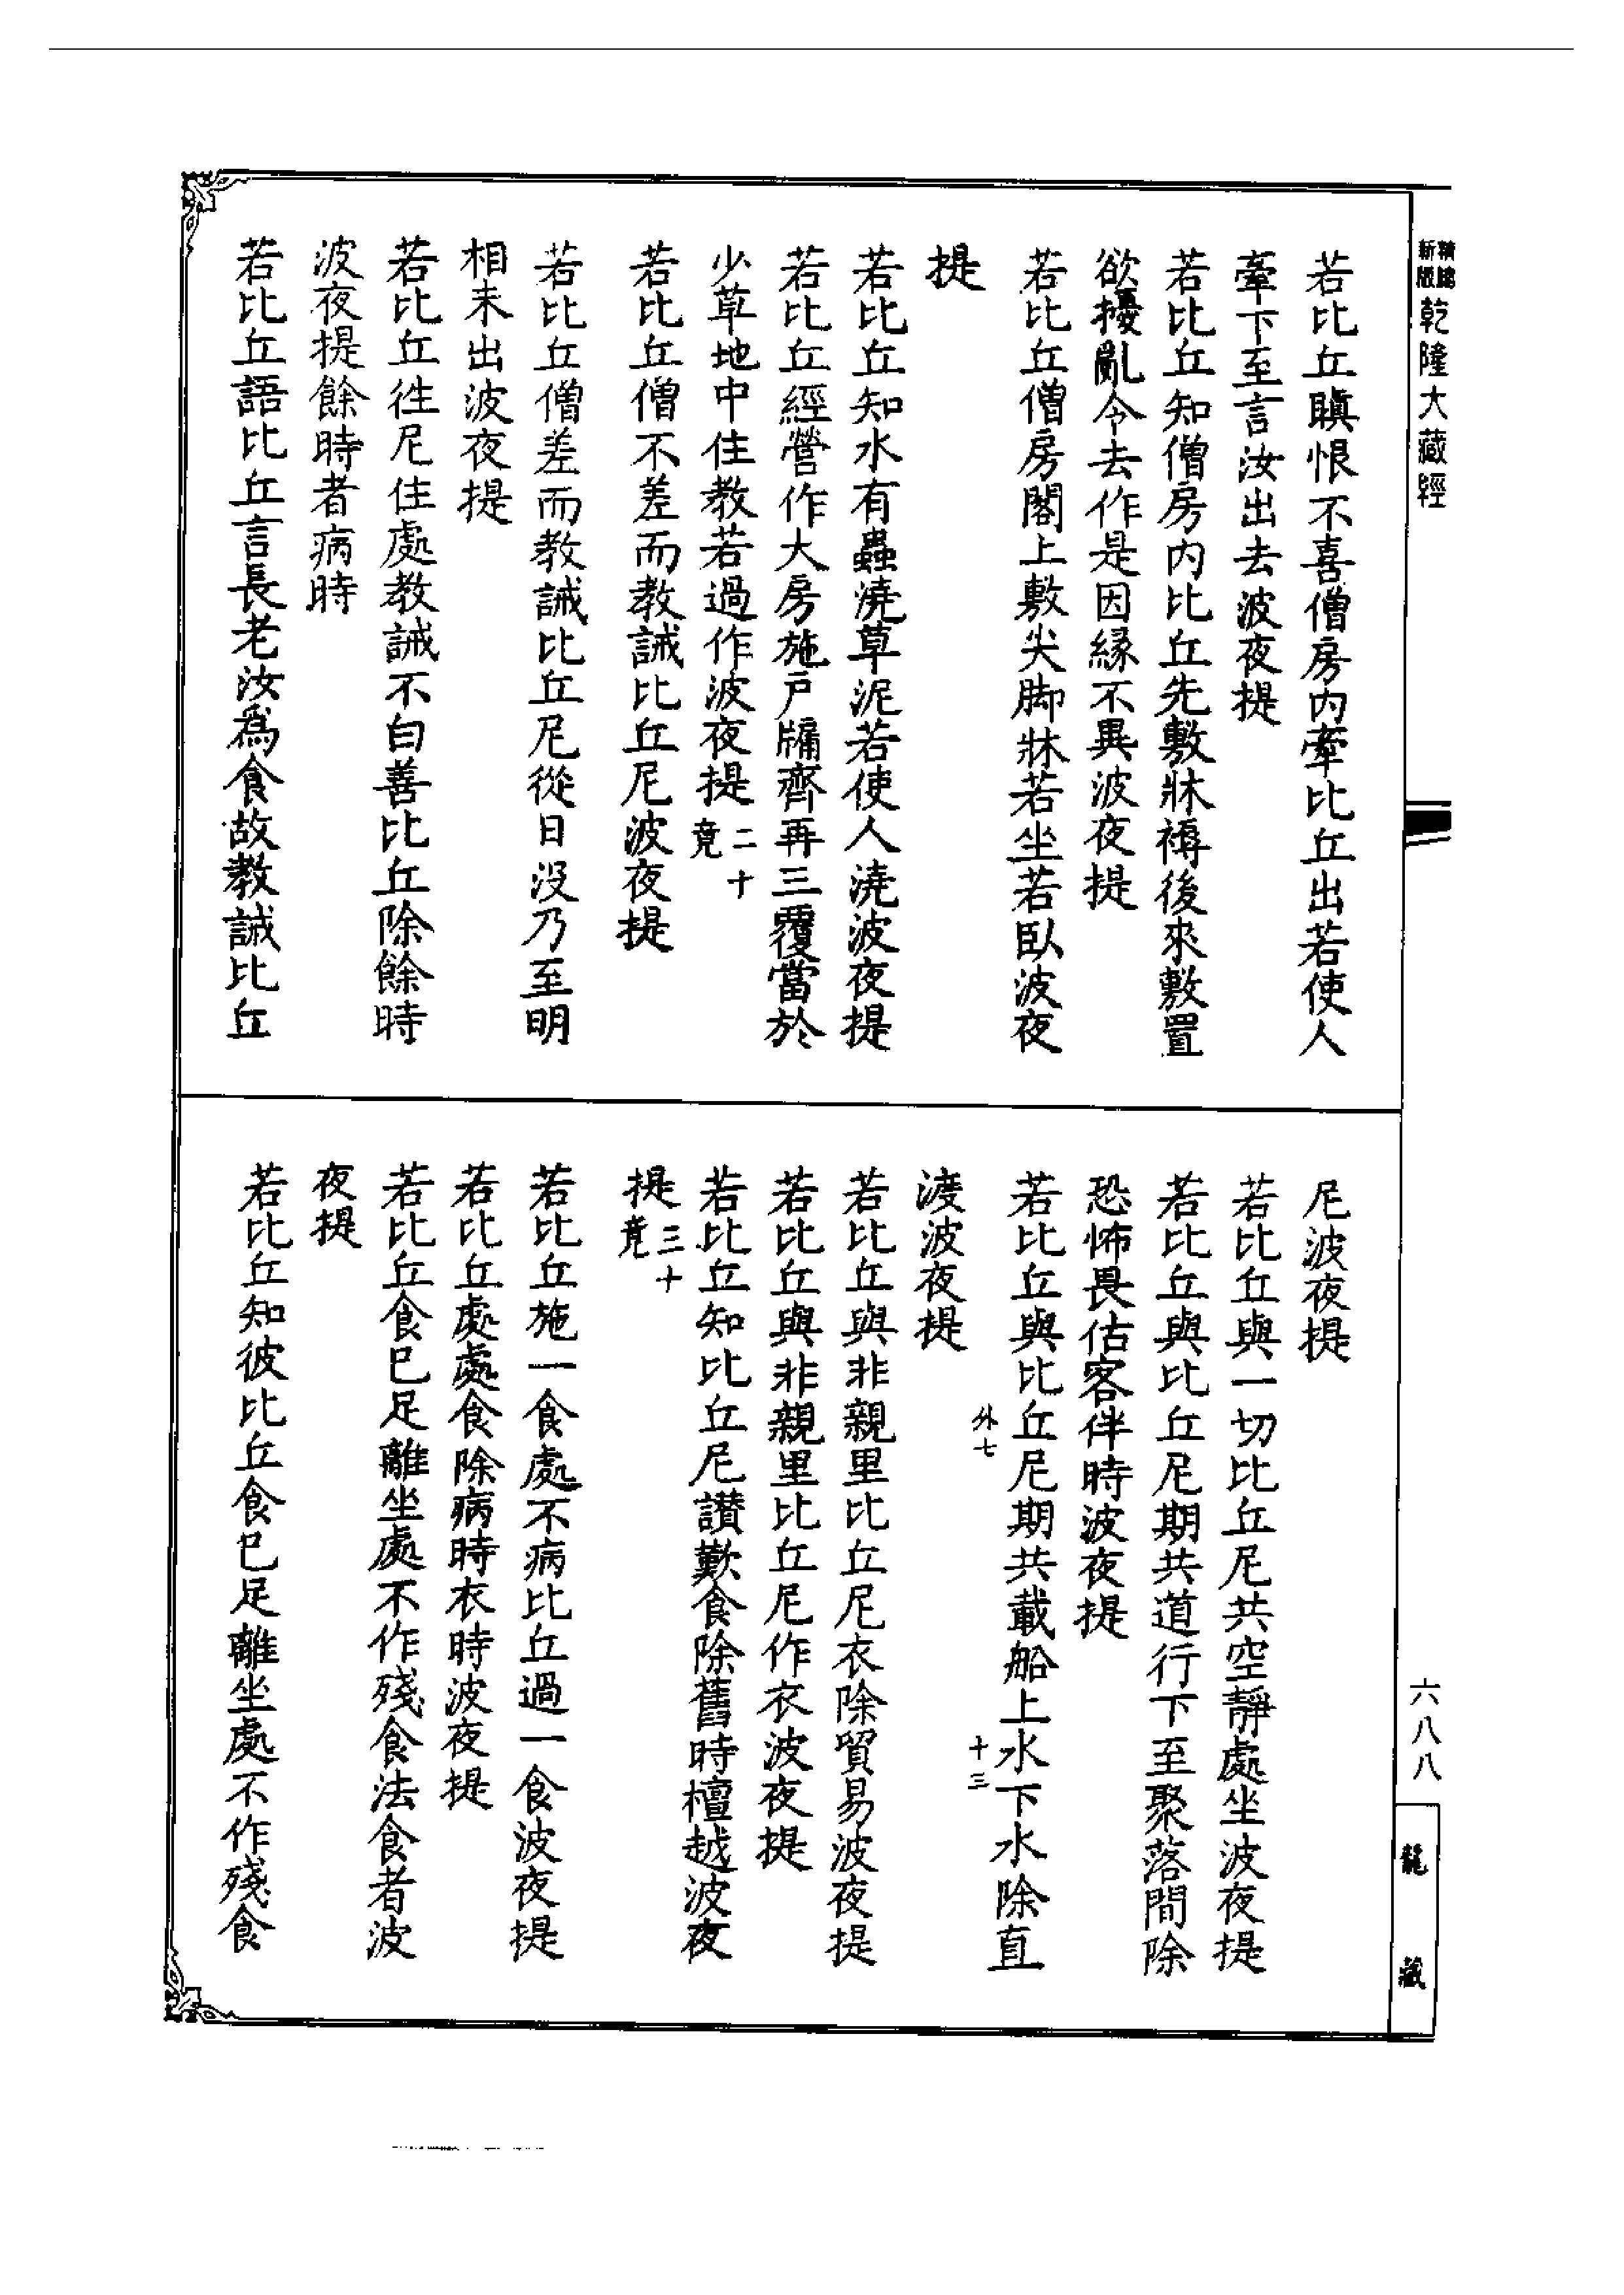 新版精縮乾隆大藏經
若比丘瞋恨不喜僧房內牽比丘出若使人
牽下至言汝出去波夜提
若比丘知僧房內比丘先敷牀褥後來敷置
欲擾亂令去作是因緣不異波夜提
若比丘僧房閣上敷尖脚牀若坐若臥波夜
提
若比丘知水有蟲澆草泥若使人澆波夜提
若比丘經營作大房施戶牖齊再三覆當於
少草地中住教若過作波夜提二十竟
若比丘僧不差而教誡比丘尼波夜提
若比丘僧差而教誡比丘尼從日沒乃至明
相未出波夜提
若比丘往尼住處教誡不白善比丘除餘時
波夜提餘時者病時
若比丘語比丘言長老汝為食故教誡比丘
尼波夜提
若比丘與一切比丘尼共空靜處坐波夜提
若比丘與比丘尼期共道行下至聚落間除
恐怖畏估客伴時波夜提
若比丘與比丘尼期共載船上水下水除直
外七
十三
渡波夜提
若比丘與非親里比丘尼衣除貿易波夜提
若比丘與非親里比丘尼作衣波夜提
若比丘知比丘尼讚歎食除舊時檀越波夜
提三十竟
若比丘施一食處不病比丘過一食波夜提
若比丘處處食除病時衣時波夜提
若比丘食已足離坐處不作殘食法食者波
夜提
若比丘知彼比丘食已足離坐處不作殘食
六八八
龍藏